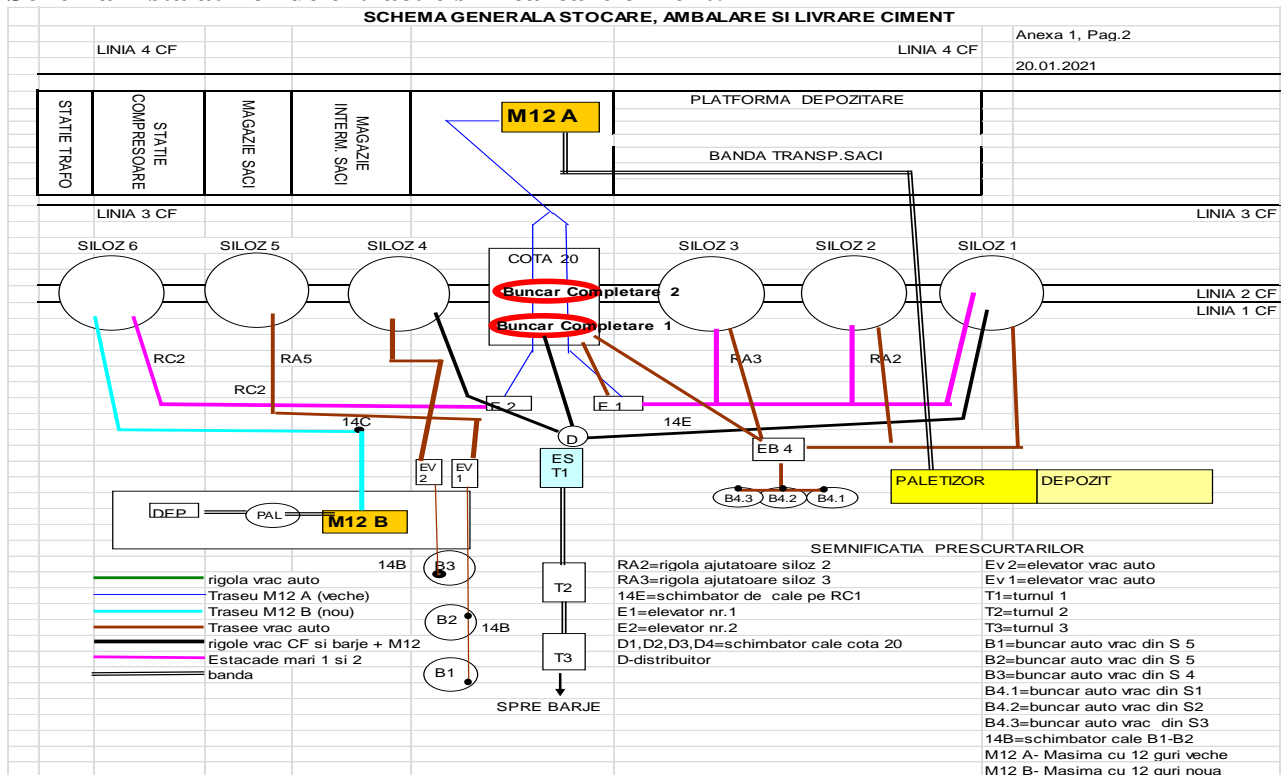 SCHEMA GENERALA STOCARE, AMBALARE SI LIVRARE CIMENT
Anexa 1, Pag.2
LINIA 4 CF
LINIA 4 CF
20.01.2021
STATIE TRAFO
STATIE COMPRESOARE
MAGAZIE SACI
MAGAZIE INTERM. SACI
M12 A
PLATFORMA DEPOZITARE
BANDA TRANSP.SACI
LINIA 3 CF
LINIA 3 CF
SILOZ 6
SILOZ 5
SILOZ 4
COTA 20
SILOZ 3
SILOZ 2
SILOZ 1
Buncar Completare 2
LINIA 2 CF
LINIA 1 CF
Buncar Completare 1
RC2
RA5
RA3
RA2
RC2
E 2
E 1
14C
14E
D
EB 4
EV 2
EV 1
ES T1
PALETIZOR
DEPOZIT
B4.3
B4.2
B4.1
DEP
PAL
M12 B
SEMNIFICATIA PRESCURTARILOR
14B
B3
RA2=rigola ajutatoare siloz 2
Ev 2=elevator vrac auto
rigola vrac auto
RA3=rigola ajutatoare siloz 3
Ev 1=elevator vrac auto
Traseu M12 A (veche)
T2
14E=schimbator de cale pe RC1
T1=turnul 1
Traseu M12 B (nou)
B2
14B
E1=elevator nr.1
T2=turnul 2
Trasee vrac auto
E2=elevator nr.2
T3=turnul 3
rigole vrac CF si barje + M12
D1,D2,D3,D4=schimbator cale cota 20
B1=buncar auto vrac din S 5
Estacade mari 1 si 2
T3
D-distribuitor
B2=buncar auto vrac din S 5
banda
B1
B3=buncar auto vrac din S 4
B4.1=buncar auto vrac din S1
SPRE BARJE
B4.2=buncar auto vrac din S2
B4.3=buncar auto vrac din S3
14B=schimbator cale B1-B2
M12 A- Masima cu 12 guri veche
M12 B- Masima cu 12 guri noua